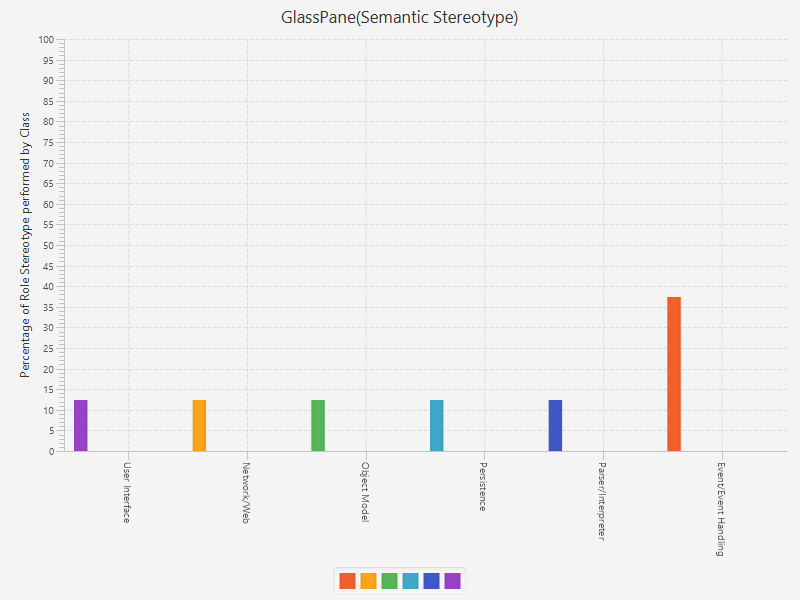 GlassPane(Semantic Stereotype)
Percentage of Role Stereotype performed by Class
100
95
90
85
80
75
70
65
60
55
50
45
40
35
30
25
20
15
10
5
0
User Interface
Network/Web
Object Model
Persistence
Parser/Interpreter
Event/Event Handling